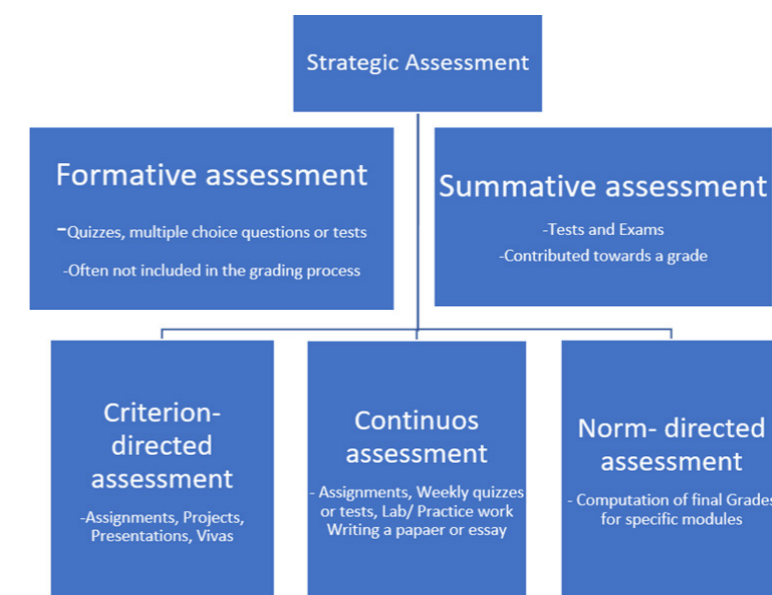 Strategic Assessment
Formative assessment
-Quizzes, multiple choice questions or tests
-Often not included in the grading process
Summative assessment
-Tests and Exams
-Contributed towards a grade
Criterion-
directed
assessment
-Assignments, Projects,
Presentations, Vivas
Continuos
assessment
- Assignments, Weekly quizzes
or tests, Lab/ Practice work
Writing a papaer or essay
Norm- directed
assessment
- Computation of final Grades
for specific modules